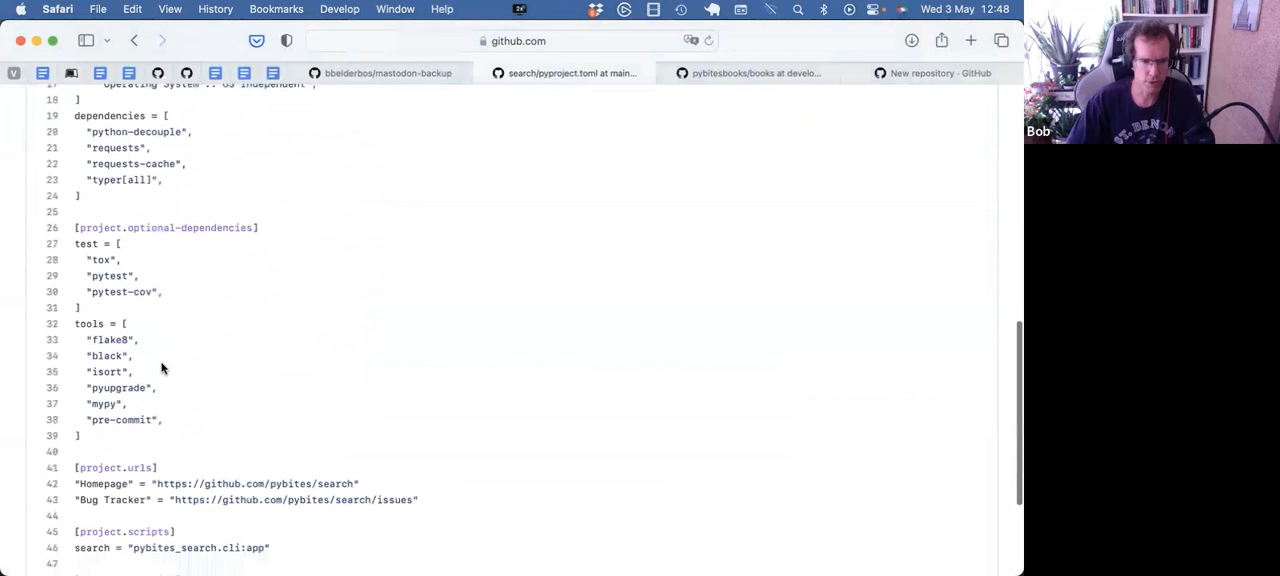 Safari File Edit View History Bookmarks Develop Window Help Wed 3 May 12:48
github.com
V bbelderbos/mastodon-backup search/pyproject.toml at main... pybitesbooks/books at develo... New repository · GitHub
17 "Operating System :: OS Independent",
18 ]
19 dependencies = [
20 "python-decouple",
21 "requests",
22 "requests-cache",
23 "typer[all]",
24 ]
25
26 [project.optional-dependencies]
27 test = [
28 "tox",
29 "pytest",
30 "pytest-cov",
31 ]
32 tools = [
33 "flake8",
34 "black",
35 "isort",
36 "pyupgrade",
37 "mypy",
38 "pre-commit",
39 ]
40
41 [project.urls]
42 "Homepage" = "https://github.com/pybites/search"
43 "Bug Tracker" = "https://github.com/pybites/search/issues"
44
45 [project.scripts]
46 search = "pybites_search.cli:app"
47
Bob